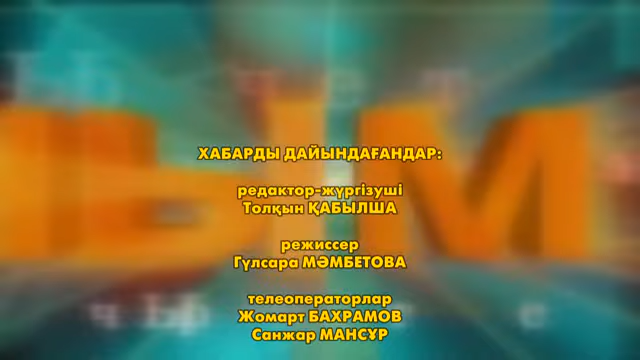 ХАБАРДЫ ДАЙЫНДАҒАНДАР:
редактор-жүргізуші
Толқын ҚАБЫЛША
режиссер
Гүлсара МӘМБЕТОВА
телеоператорлар
Жомарт БАХРАМОВ
Санжар МАНСҰР